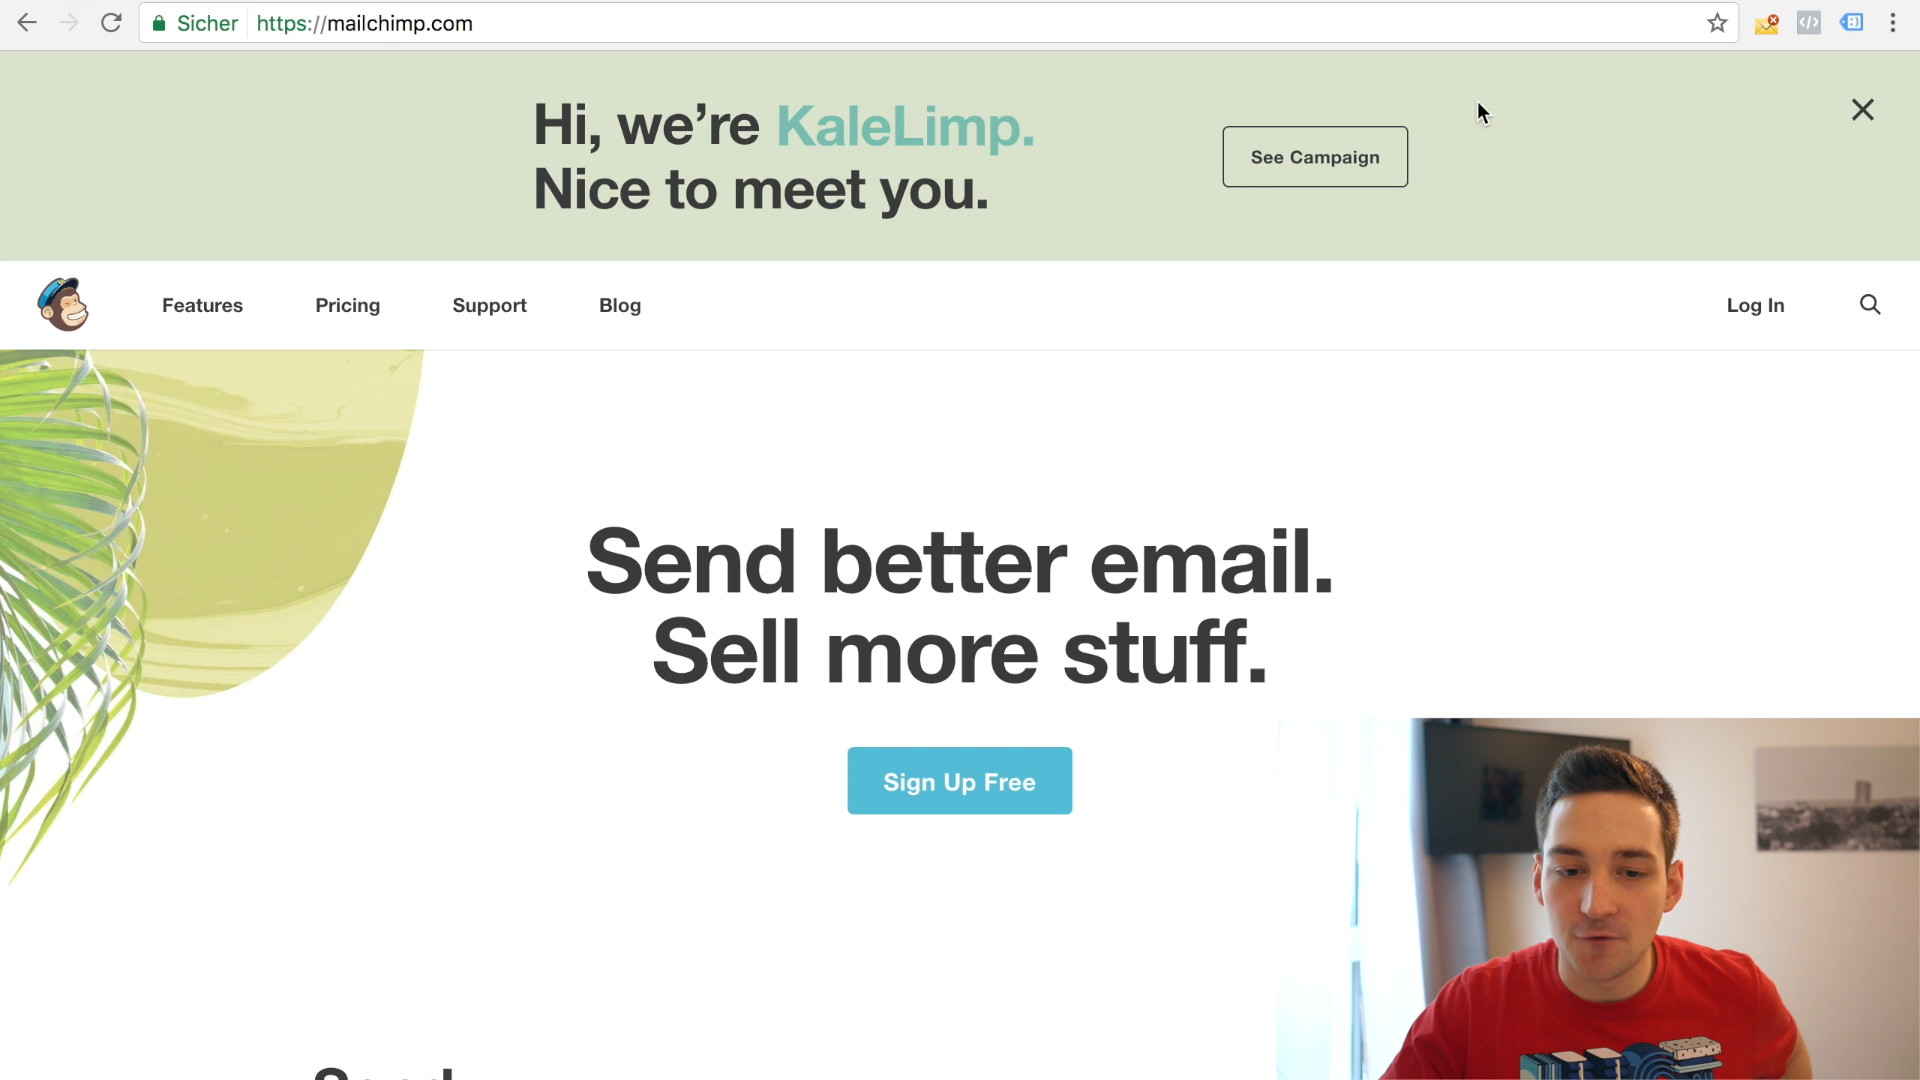 Sicher https://mailchimp.com
Hi, we’re KaleLimp.
Nice to meet you.
See Campaign
Features Pricing Support Blog Log In
Send better email.
Sell more stuff.
Sign Up Free
Send